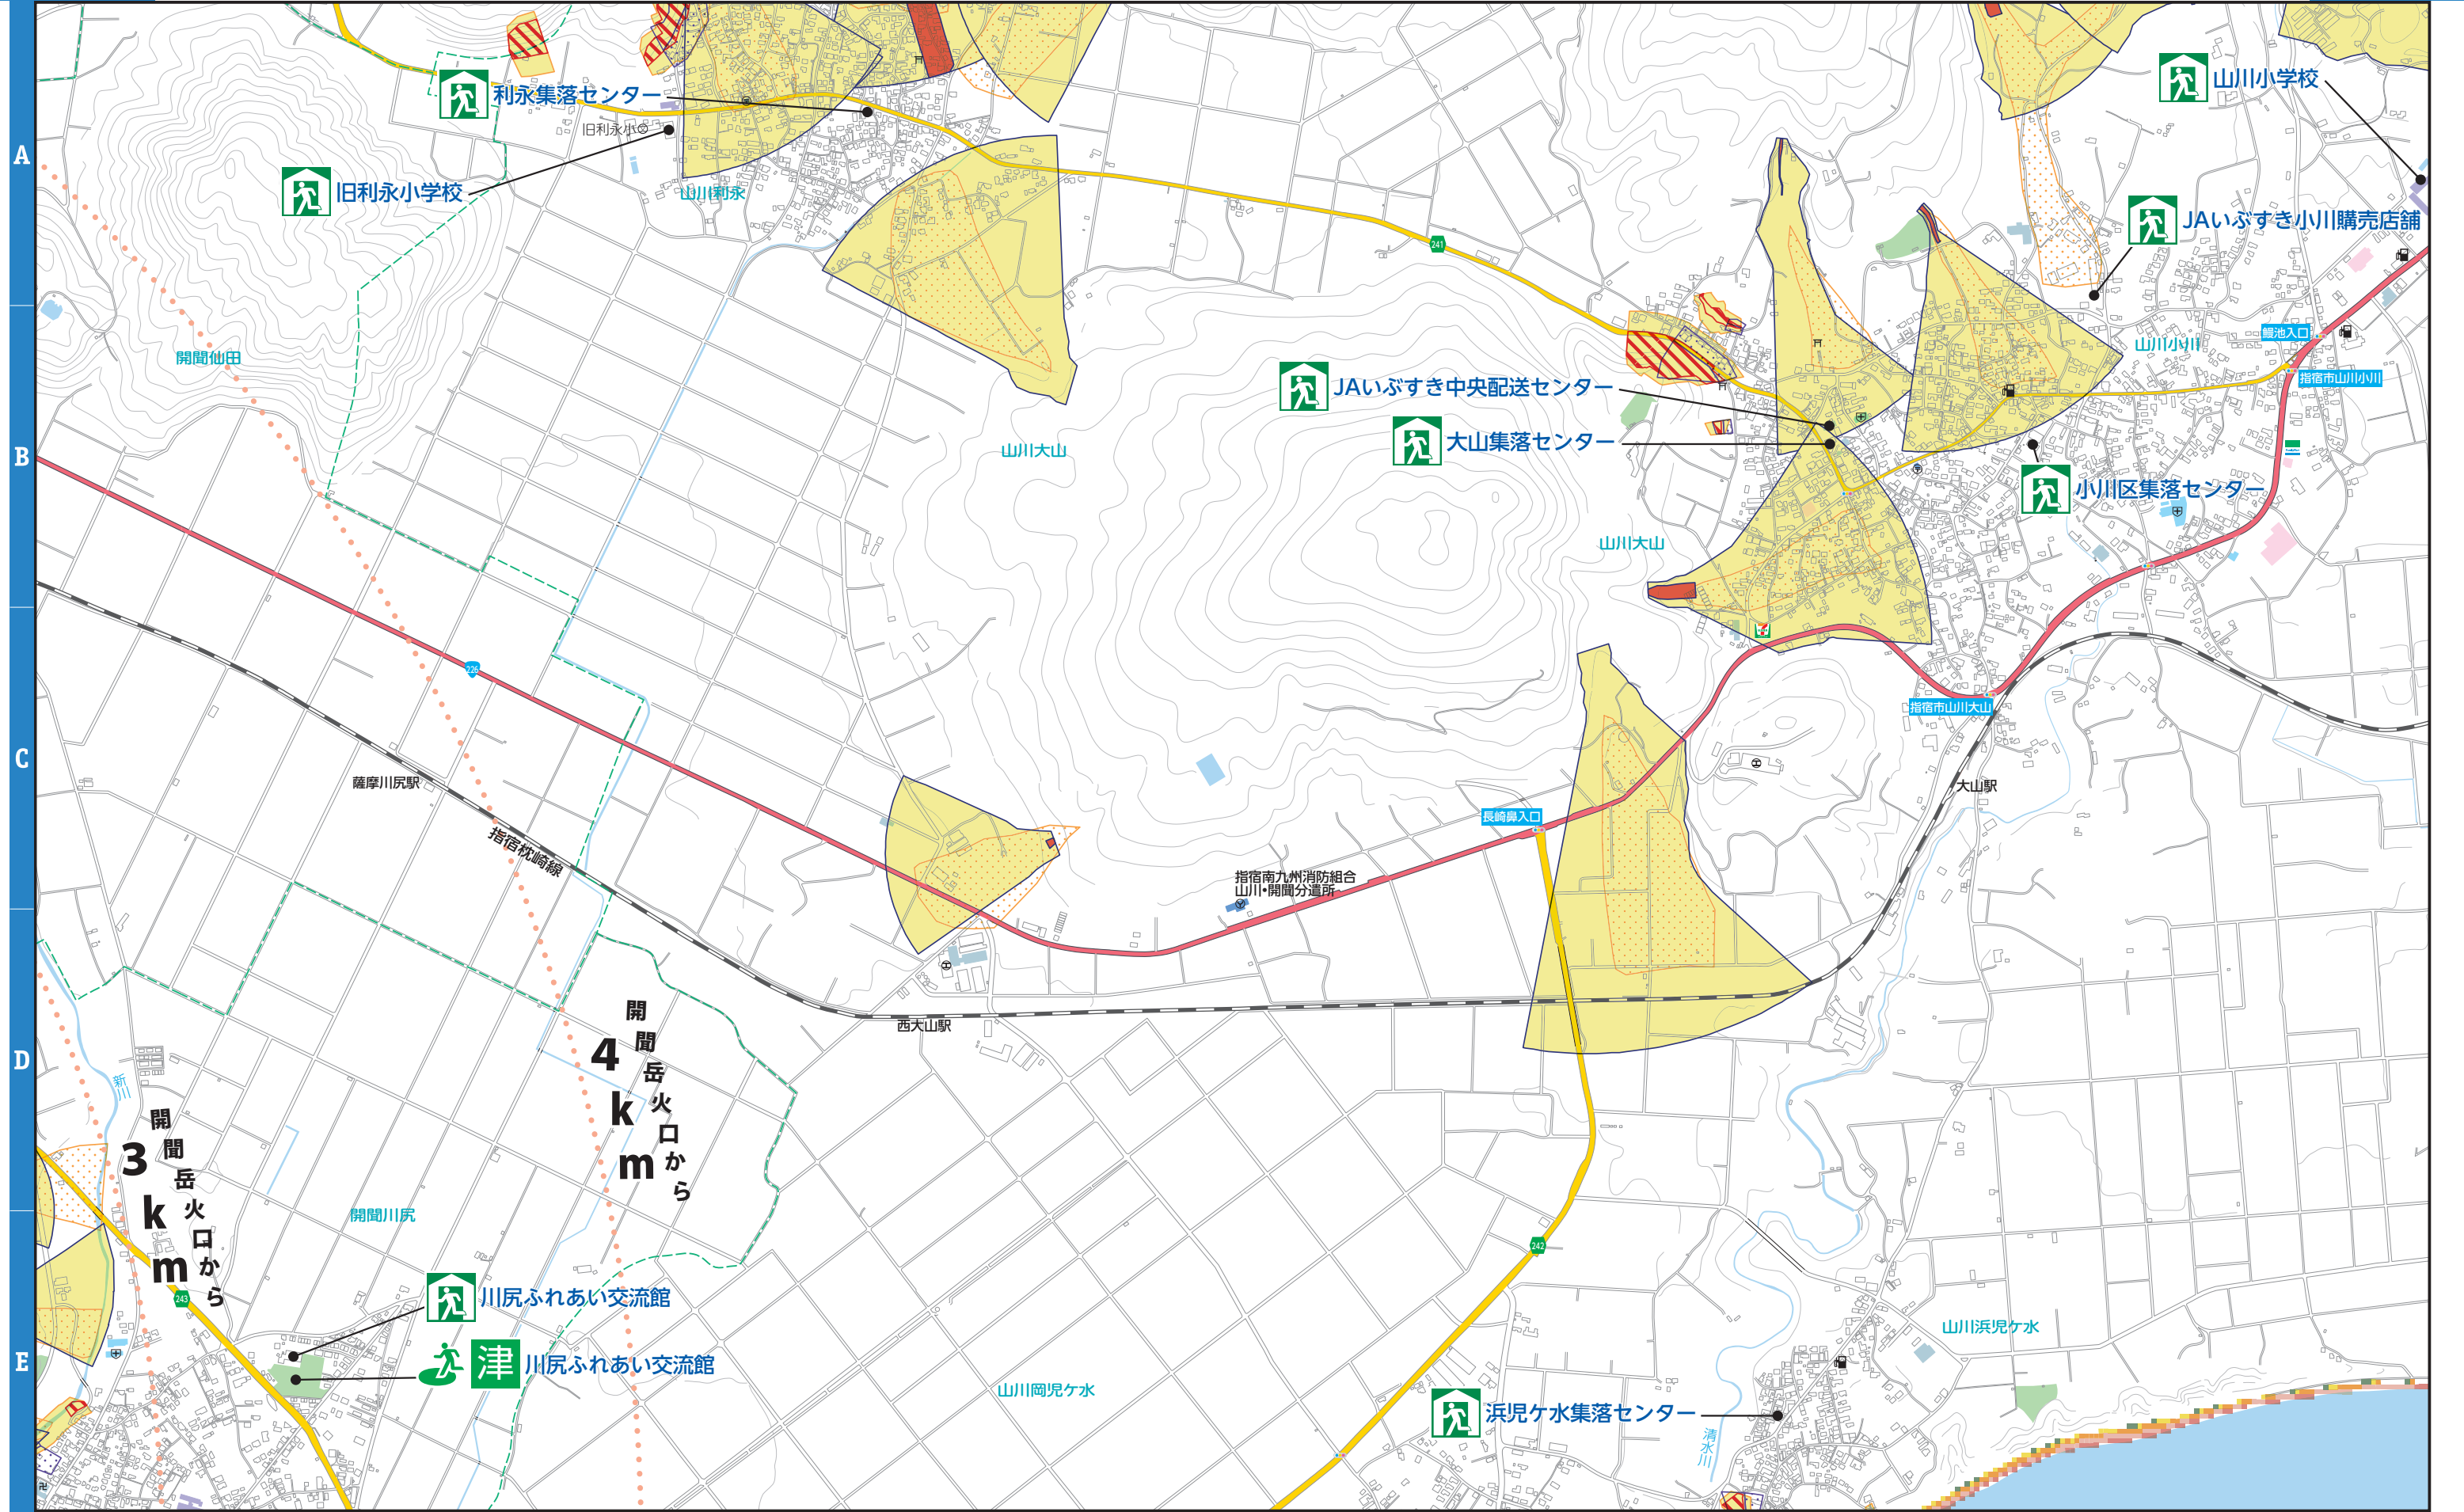 A
B
C
D
E
利永集落センター
旧利永小
旧利永小学校
山川利永
山川小学校
JAいぶすき小川購売店舗
241
開聞仙田
鰻池入口
山川小川
指宿市山川小川
JAいぶすき中央配送センター
大山集落センター
山川大山
小川区集落センター
山川大山
226
指宿市山川大山
薩摩川尻駅
大山駅
長崎鼻入口
指宿枕崎線
指宿南九州消防組合
山川・開聞分遣所
西大山駅
開聞岳火口から
4km
新川
開聞岳火口から
3km
開聞川尻
242
243
川尻ふれあい交流館
津
川尻ふれあい交流館
山川浜児ケ水
山川岡児ケ水
浜児ケ水集落センター
清水川